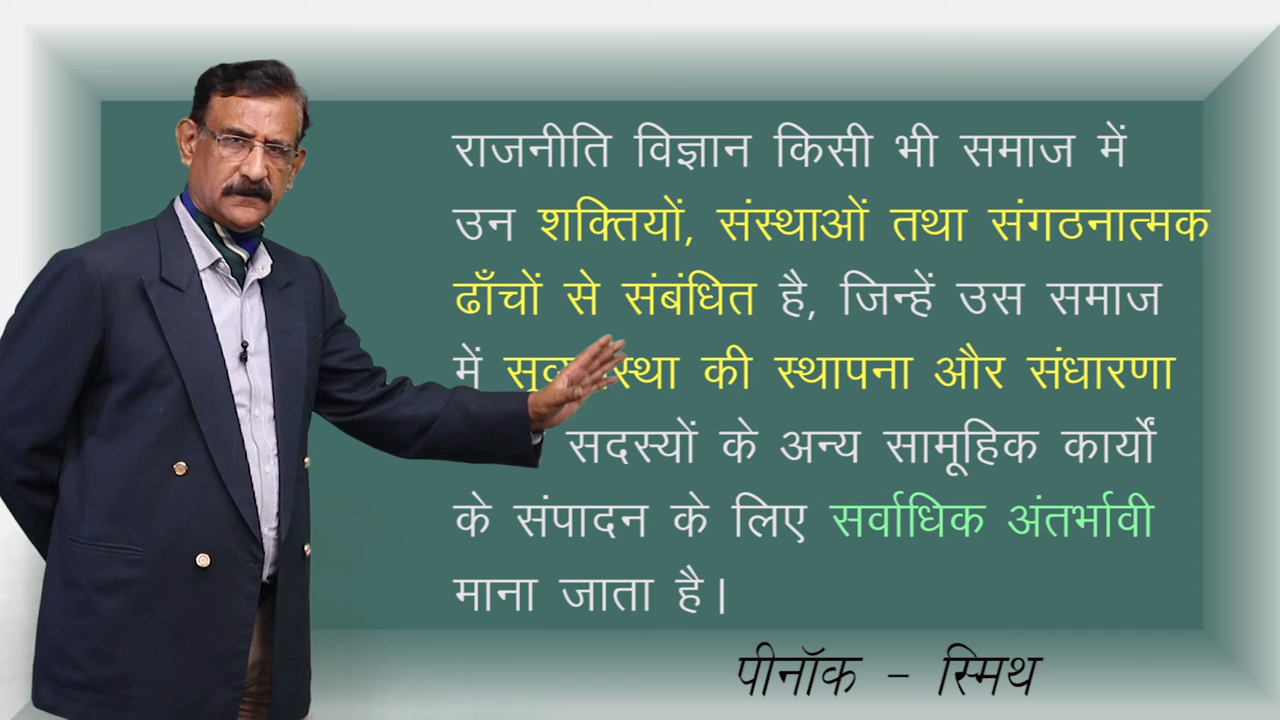 राजनीति विज्ञान किसी भी समाज में
उन शक्तियों, संस्थाओं तथा संगठनात्मक
ढाँचों से संबंधित है, जिन्हें उस समाज
में की स्थापना और संधारणा
सदस्यों के अन्य सामूहिक कार्यों
के संपादन के लिए सर्वाधिक अंतर्भावी
माना जाता है।
पीनॉक - स्मिथ